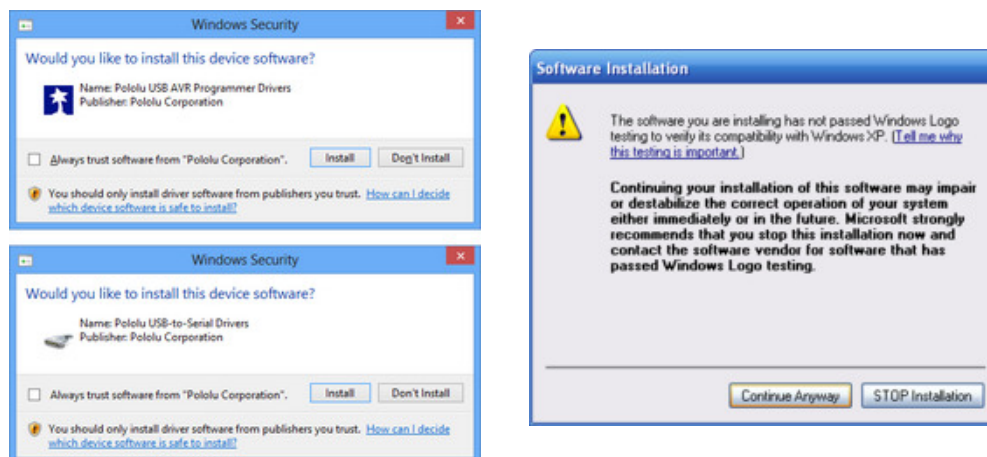 Windows Security
Would you like to install this device software?
Name: Pololu USB AVR Programmer Drivers
Publisher: Pololu Corporation
Always trust software from "Pololu Corporation".
Install
Don't Install
You should only install driver software from publishers you trust. How can I decide
which device software is safe to install?
Windows Security
Would you like to install this device software?
Name: Pololu USB-to-Serial Drivers
Publisher: Pololu Corporation
Always trust software from "Pololu Corporation".
Install
Don't Install
You should only install driver software from publishers you trust. How can I decide
which device software is safe to install?
Software Installation
The software you are installing has not passed Windows Logo
testing to verify its compatibility with Windows XP. (Tell me why
this testing is important.)
Continuing your installation of this software may impair
or destabilize the correct operation of your system
either immediately or in the future. Microsoft strongly
recommends that you stop this installation now and
contact the software vendor for software that has
passed Windows Logo testing.
Continue Anyway
STOP Installation